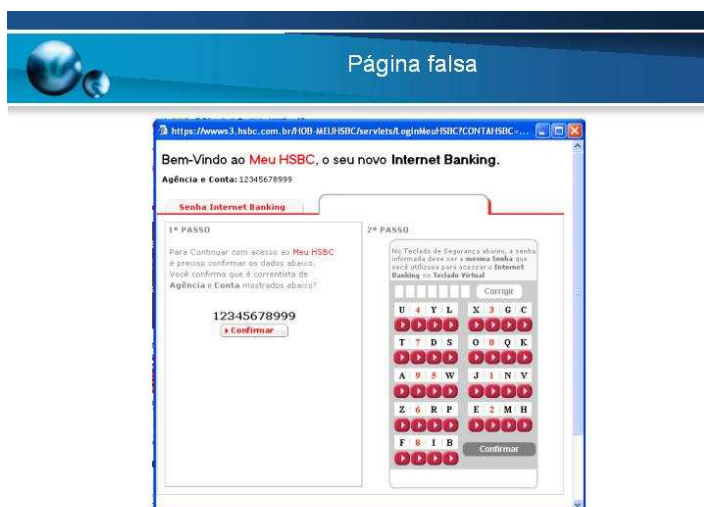 Página falsa
https://wwws3.hsbc.com.br/HOB-MEUHSBC/servlets/LoginMeuHSBC?CONTAHSBC=...
Bem-Vindo ao Meu HSBC, o seu novo Internet Banking.
Agência e Conta: 12345678999
Senha Internet Banking
1º PASSO
Para Continuar com acesso ao Meu HSBC
é preciso confirmar os dados abaixo.
Você confirma que é correntista de
Agência e Conta mostrados abaixo?
12345678999
Confirmar
2º PASSO
No Teclado de Segurança abaixo, a senha
informada deve ser a mesma Senha que
você utilizava para acessar o Internet
Banking no Teclado Virtual
Corrigir
U 4 Y L X 3 G C
T 7 D S O 0 Q K
A 9 5 W J 1 N V
Z 6 R P E 2 M H
F 8 I B
Confirmar